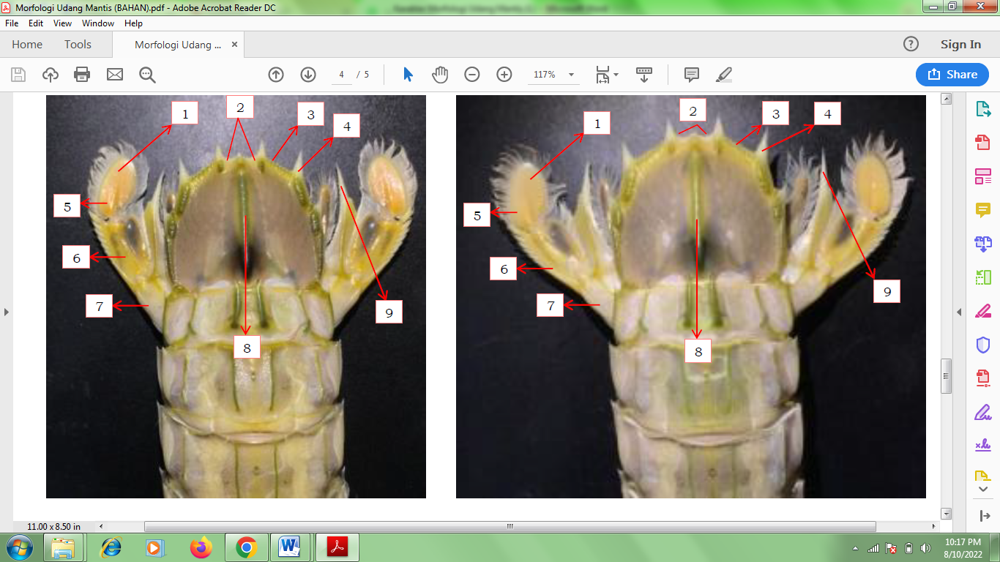 Morfologi Udang Mantis (BAHAN).pdf - Adobe Acrobat Reader DC
File Edit View Window Help
Home Tools Morfologi Udang ... × Sign In
4 / 5 117% Share
1 2 3 4
5
6
7
8
9
1 2 3 4
5
6
7
8
9
11.00 x 8.50 in
10:17 PM
8/10/2022